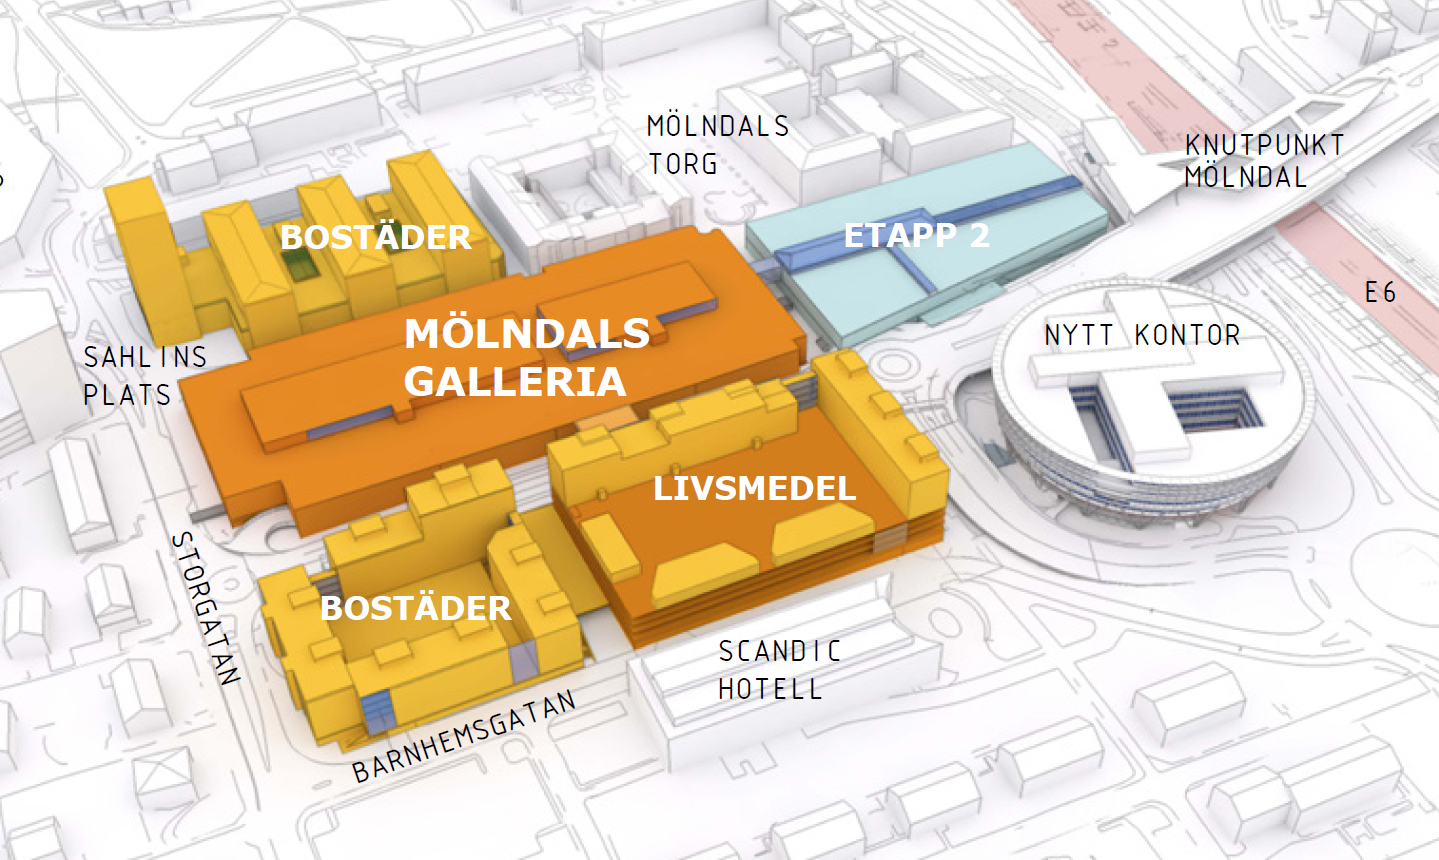 MÖLNDALS
TORG
KNUTPUNKT
MÖLNDAL
BOSTÄDER
ETAPP 2
E6
NYTT KONTOR
MÖLNDALS
GALLERIA
SAHLINS
PLATS
LIVSMEDEL
STORGATAN
BOSTÄDER
SCANDIC
HOTELL
BARNHEMSGATAN